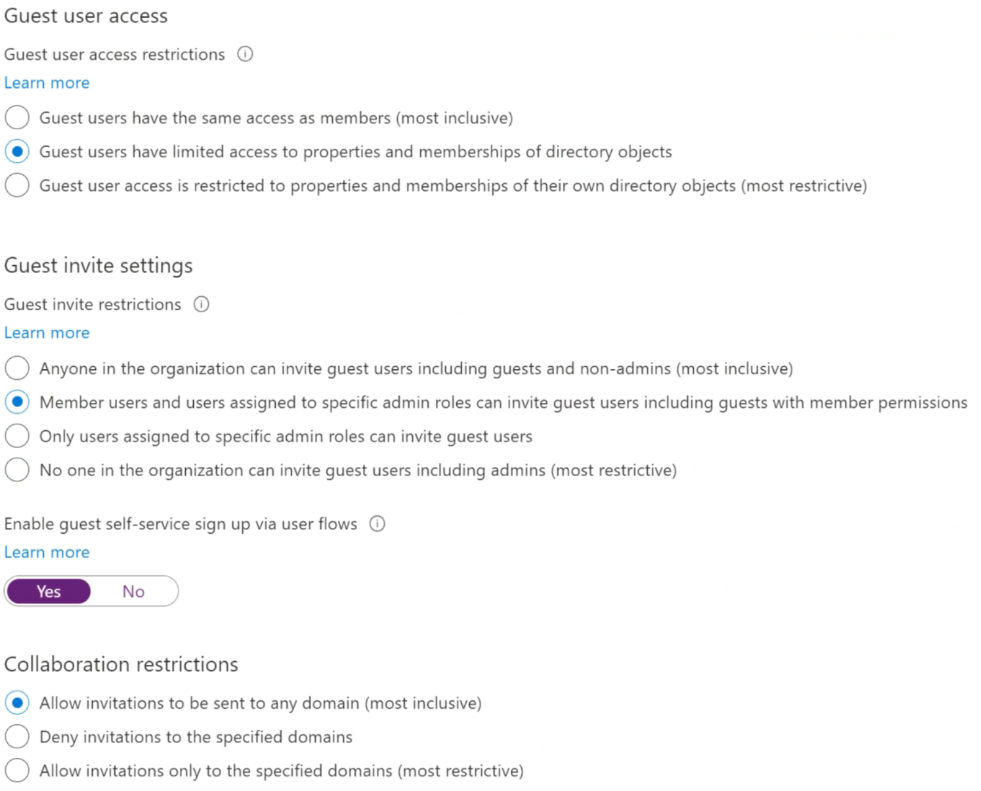 Guest user access
Guest user access restrictions
Learn more
Guest users have the same access as members (most inclusive)
Guest users have limited access to properties and memberships of directory objects
Guest user access is restricted to properties and memberships of their own directory objects (most restrictive)
Guest invite settings
Guest invite restrictions
Learn more
Anyone in the organization can invite guest users including guests and non-admins (most inclusive)
Member users and users assigned to specific admin roles can invite guest users including guests with member permissions
Only users assigned to specific admin roles can invite guest users
No one in the organization can invite guest users including admins (most restrictive)
Enable guest self-service sign up via user flows
Learn more
Yes No
Collaboration restrictions
Allow invitations to be sent to any domain (most inclusive)
Deny invitations to the specified domains
Allow invitations only to the specified domains (most restrictive)